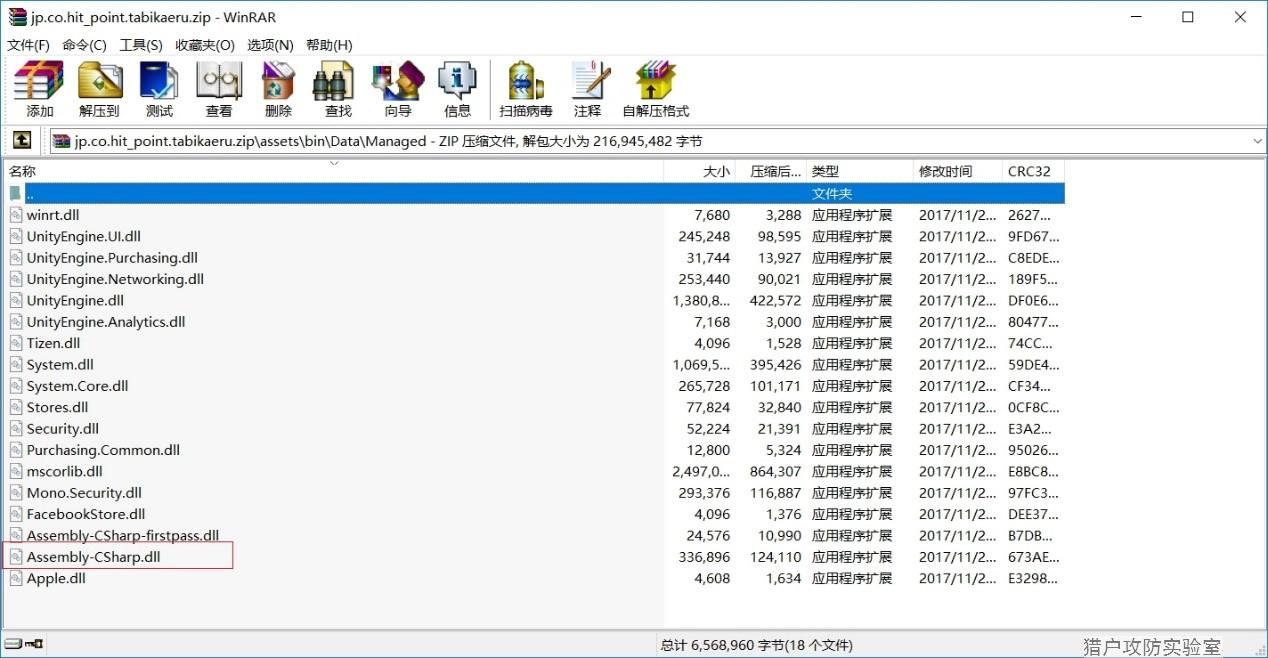 jp.co.hit_point.tabikaeru.zip - WinRAR
文件(F) 命令(C) 工具(S) 收藏夹(O) 选项(N) 帮助(H)
添加 解压到 测试 查看 删除 查找 向导 信息 扫描病毒 注释 自解压格式
jp.co.hit_point.tabikaeru.zip\assets\bin\Data\Managed - ZIP 压缩文件, 解包大小为 216,945,482 字节
名称 大小 压缩后... 类型 修改时间 CRC32
.. 文件夹
winrt.dll 7,680 3,288 应用程序扩展 2017/11/2... 2627...
UnityEngine.UI.dll 245,248 98,595 应用程序扩展 2017/11/2... 9FD67...
UnityEngine.Purchasing.dll 31,744 13,927 应用程序扩展 2017/11/2... C8EDE...
UnityEngine.Networking.dll 253,440 90,021 应用程序扩展 2017/11/2... 189F5...
UnityEngine.dll 1,380,8... 422,572 应用程序扩展 2017/11/2... DF0E6...
UnityEngine.Analytics.dll 7,168 3,000 应用程序扩展 2017/11/2... 80477...
Tizen.dll 4,096 1,528 应用程序扩展 2017/11/2... 74CC...
System.dll 1,069,5... 395,426 应用程序扩展 2017/11/2... 59DE4...
System.Core.dll 265,728 101,171 应用程序扩展 2017/11/2... CF34...
Stores.dll 77,824 32,840 应用程序扩展 2017/11/2... 0CF8C...
Security.dll 52,224 21,391 应用程序扩展 2017/11/2... E3A2...
Purchasing.Common.dll 12,800 5,324 应用程序扩展 2017/11/2... 95026...
mscorlib.dll 2,497,0... 864,307 应用程序扩展 2017/11/2... E8BC8...
Mono.Security.dll 293,376 116,887 应用程序扩展 2017/11/2... 97FC3...
FacebookStore.dll 4,096 1,376 应用程序扩展 2017/11/2... DEE37...
Assembly-CSharp-firstpass.dll 24,576 10,990 应用程序扩展 2017/11/2... B7DB...
Assembly-CSharp.dll 336,896 124,110 应用程序扩展 2017/11/2... 673AE...
Apple.dll 4,608 1,634 应用程序扩展 2017/11/2... E3298...
总计 6,568,960 字节(18 个文件)
猎户攻防实验室